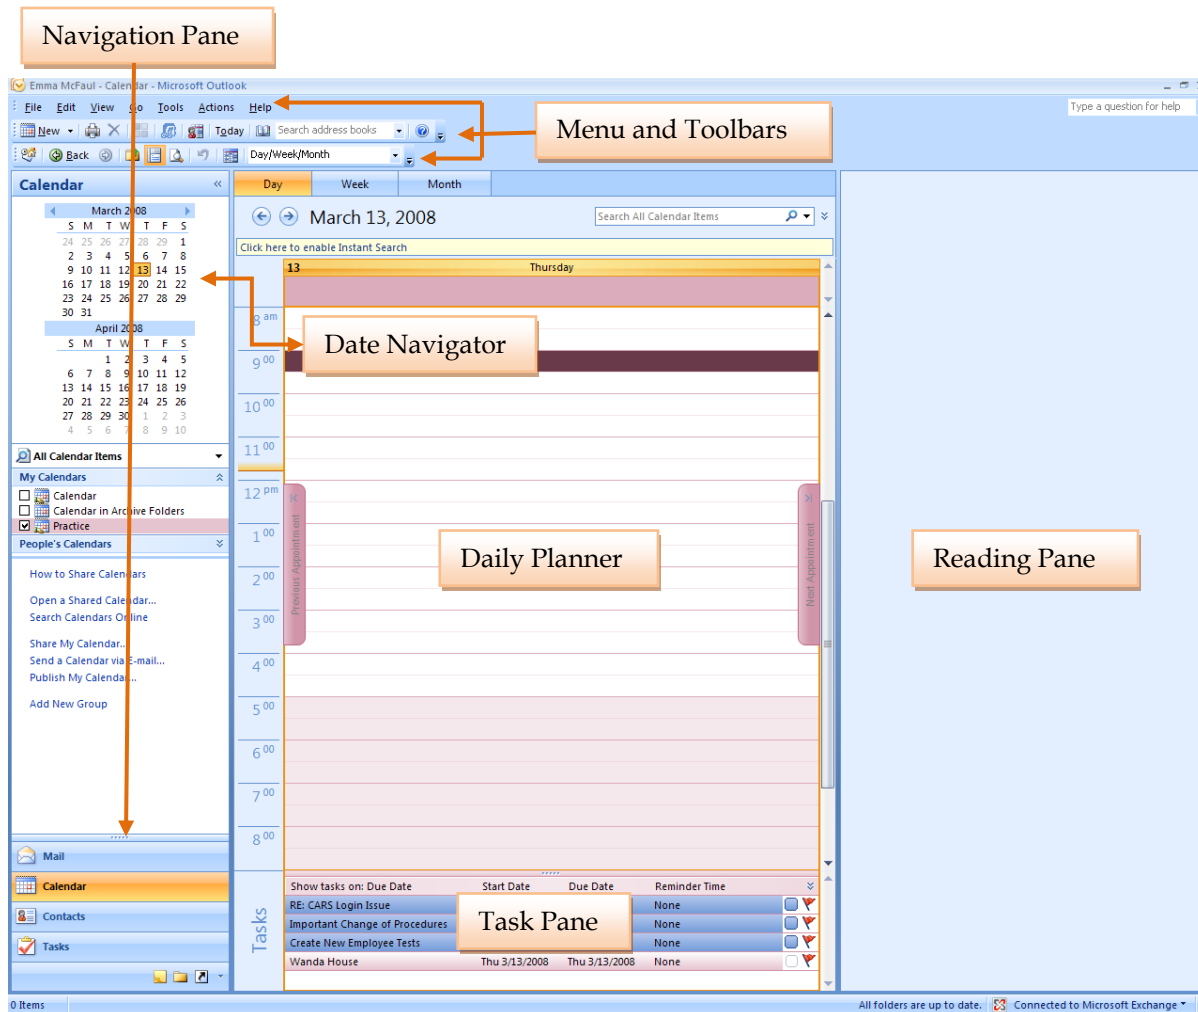 Navigation Pane
Emma McFaul - Calendar - Microsoft Outlook
File Edit View Go Tools Actions Help
Type a question for help
Menu and Toolbars
New Today Search address books
Back Day/Week/Month
Calendar «
Day Week Month
March 2008
S M T W T F S
24 25 26 27 28 29 1
2 3 4 5 6 7 8
9 10 11 12 13 14 15
16 17 18 19 20 21 22
23 24 25 26 27 28 29
30 31
April 2008
S M T W T F S
1 2 3 4 5
6 7 8 9 10 11 12
13 14 15 16 17 18 19
20 21 22 23 24 25 26
27 28 29 30 1 2 3
4 5 6 7 8 9 10
All Calendar Items
My Calendars
Calendar
Calendar in Archive Folders
Practice
People's Calendars
How to Share Calendars
Open a Shared Calendar...
Search Calendars Online
Share My Calendar...
Send a Calendar via E-mail...
Publish My Calendar...
Add New Group
Mail
Calendar
Contacts
Tasks
March 13, 2008
Search All Calendar Items
Click here to enable Instant Search
13 Thursday
8 am
Date Navigator
9 00
10 00
11 00
12 pm
1 00
2 00
3 00
4 00
5 00
6 00
7 00
8 00
Previous Appointment
Daily Planner
Next Appointment
Reading Pane
Tasks
Show tasks on: Due Date Start Date Due Date Reminder Time
RE: CARS Login Issue None
Important Change of Procedures None
Create New Employee Tests None
Wanda House Thu 3/13/2008 Thu 3/13/2008 None
Task Pane
0 Items
All folders are up to date. Connected to Microsoft Exchange